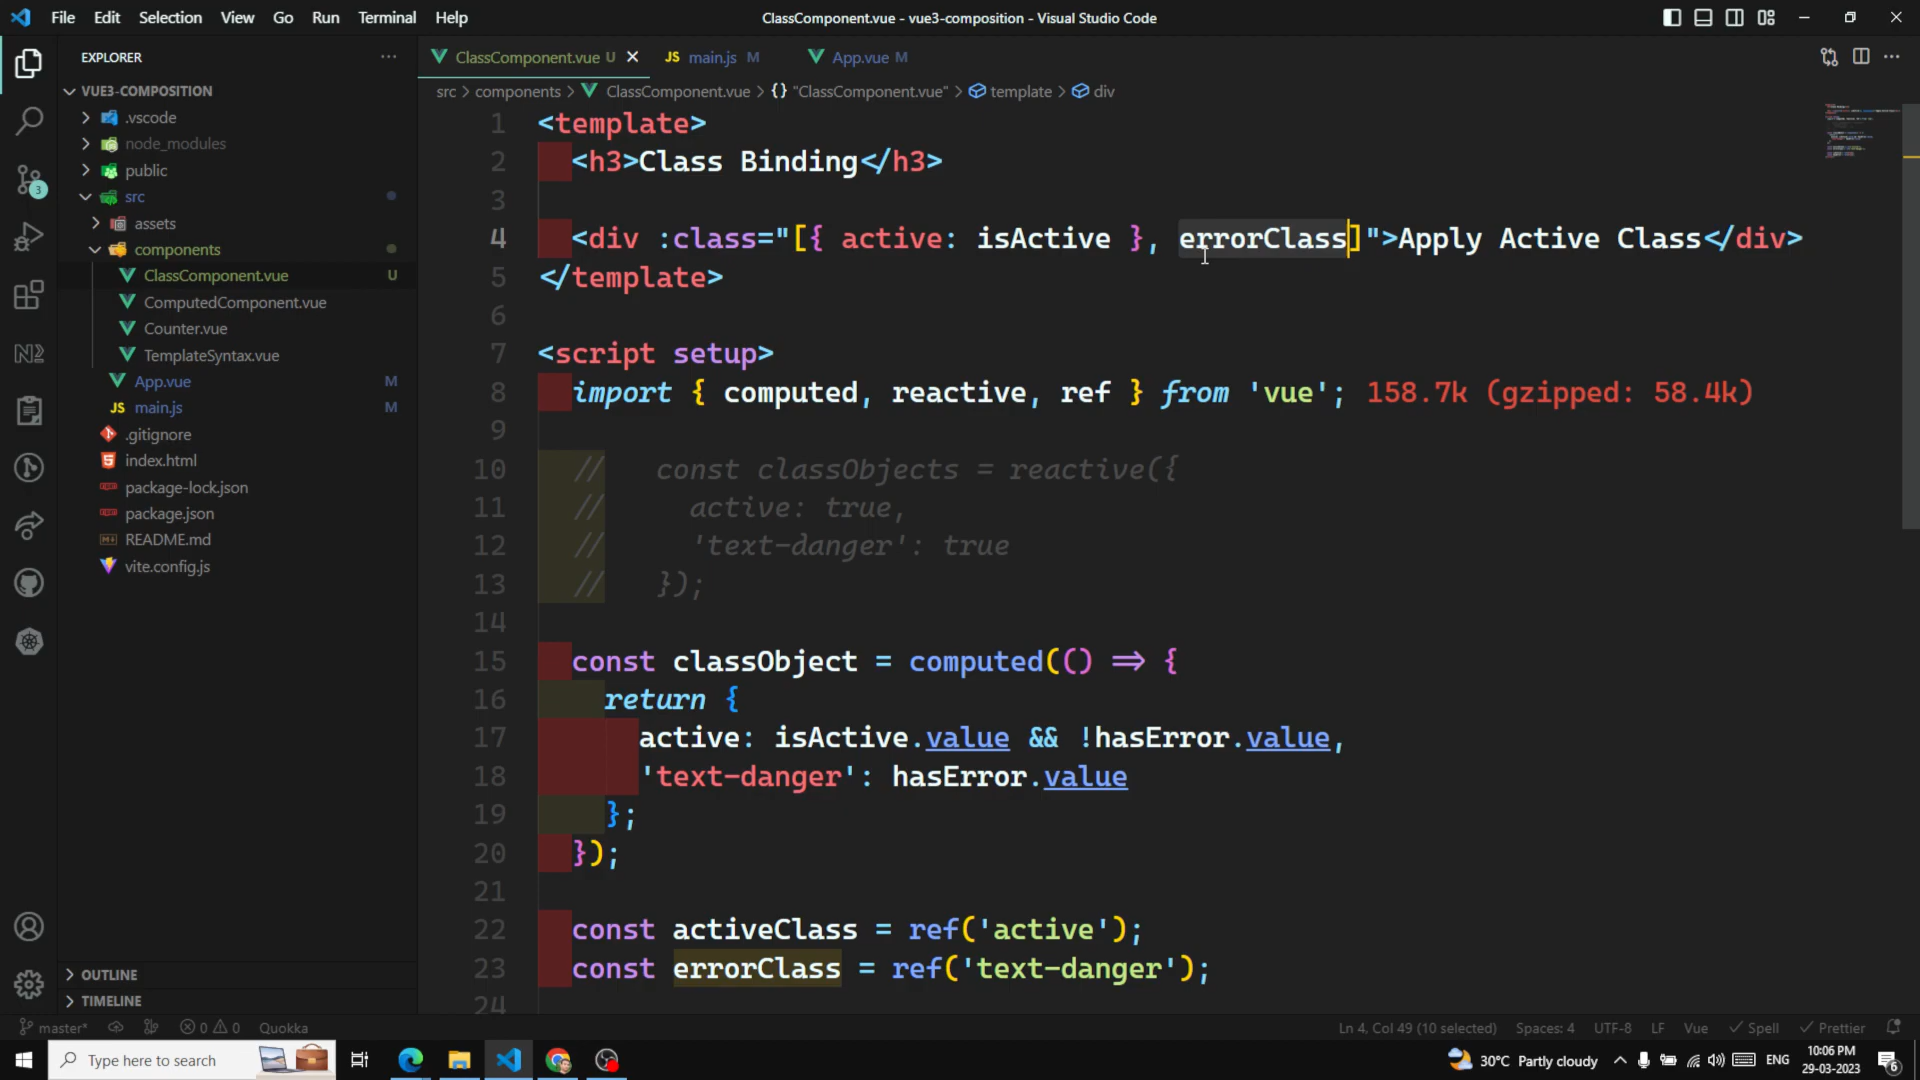 File Edit Selection View Go Run Terminal Help
ClassComponent.vue - vue3-composition - Visual Studio Code
EXPLORER
VUE3-COMPOSITION
.vscode
node_modules
public
src
assets
components
ClassComponent.vue U
ComputedComponent.vue
Counter.vue
TemplateSyntax.vue
App.vue M
JS main.js M
.gitignore
index.html
package-lock.json
package.json
README.md
vite.config.js
OUTLINE
TIMELINE
3
ClassComponent.vue U
JS main.js M
App.vue M
src > components > ClassComponent.vue > {} "ClassComponent.vue" > template > div
1 <template>
2 <h3>Class Binding</h3>
3
4 <div :class="[{ active: isActive }, errorClass]">Apply Active Class</div>
5 </template>
6
7 <script setup>
8 import { computed, reactive, ref } from 'vue'; 158.7k (gzipped: 58.4k)
9
10 // const classObjects = reactive({
11 // active: true,
12 // 'text-danger': true
13 // });
14
15 const classObject = computed(() => {
16 return {
17 active: isActive.value && !hasError.value,
18 'text-danger': hasError.value
19 };
20 });
21
22 const activeClass = ref('active');
23 const errorClass = ref('text-danger');
24
master* 0 0 Quokka
Ln 4, Col 49 (10 selected) Spaces: 4 UTF-8 LF Vue Spell Prettier
Type here to search
30°C Partly cloudy
ENG
10:06 PM
29-03-2023
6